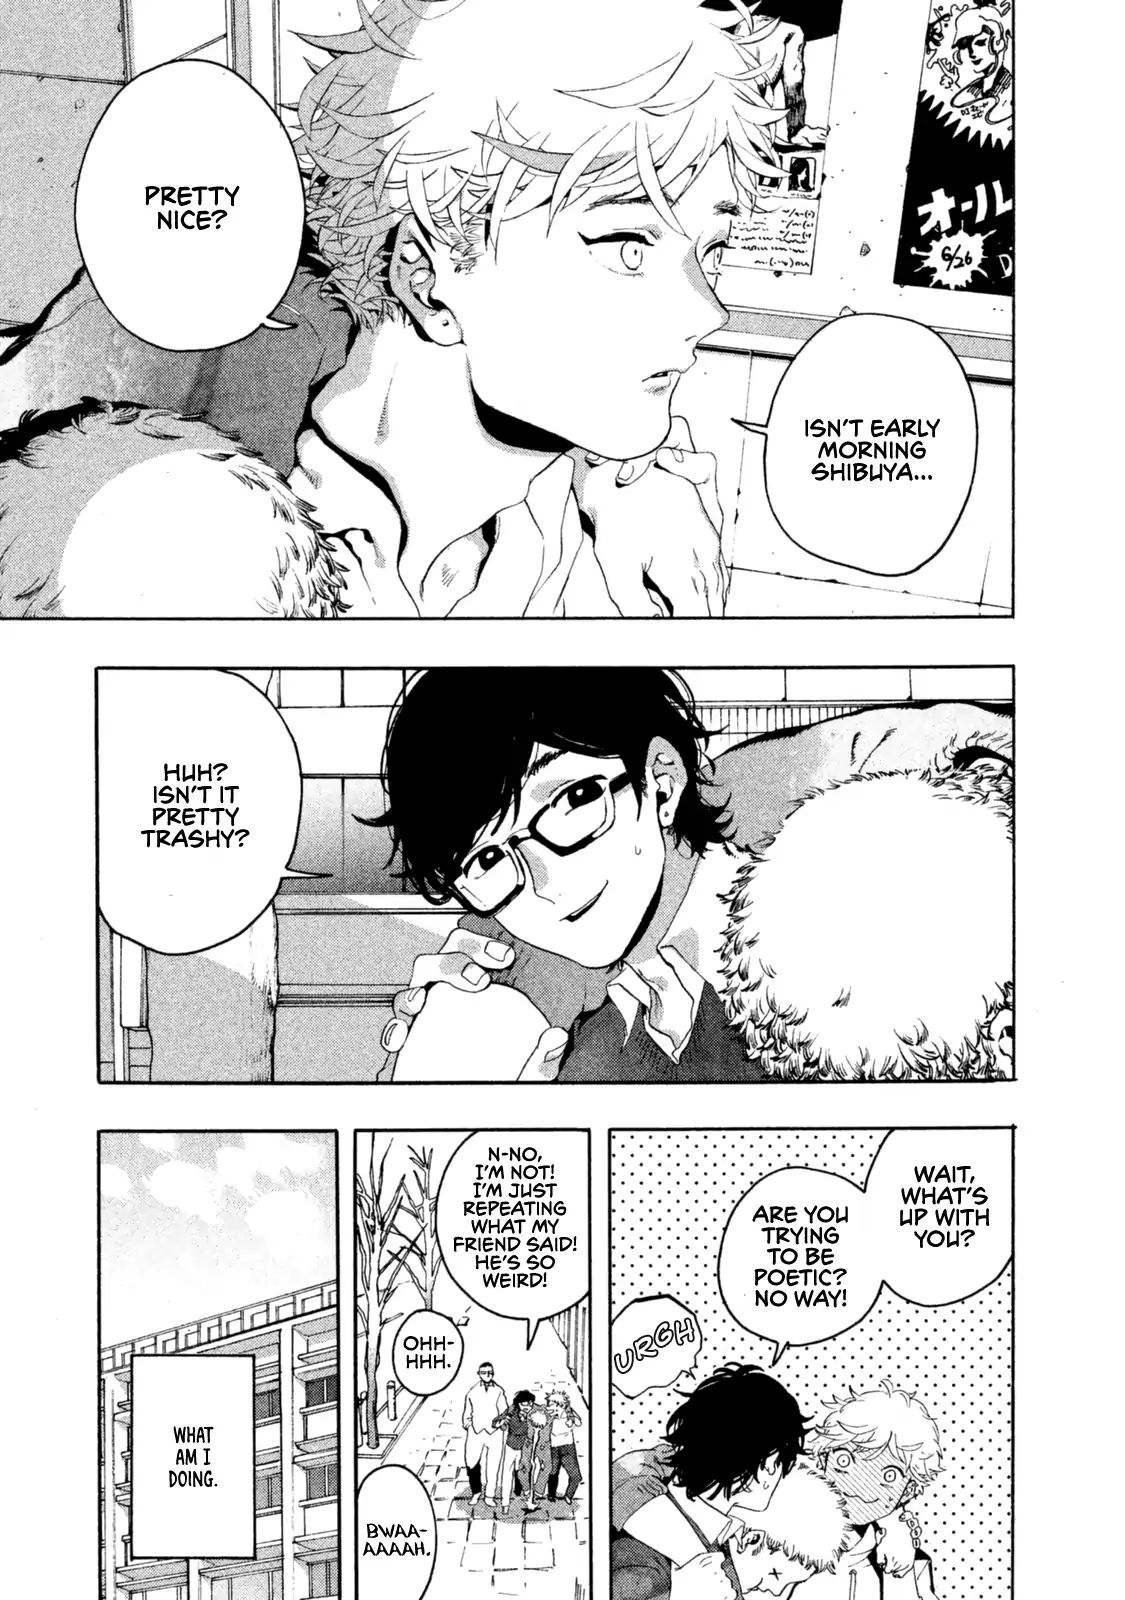 オール
6/26
D
ISN'T EARLY
MORNING
SHIBUYA...
PRETTY
NICE?
HUH?
ISN'T IT
PRETTY
TRASHY?
WAIT,
WHAT'S
UP WITH
YOU?
ARE YOU
TRYING
TO BE
POETIC?
NO WAY!
URGH
N-NO,
I'M NOT!
I'M JUST
REPEATING
WHAT MY
FRIEND SAID!
HE'S SO
WEIRD!
OHH-
HHH.
BWAA-
AAAAAH.
WHAT
AM I
DOING.